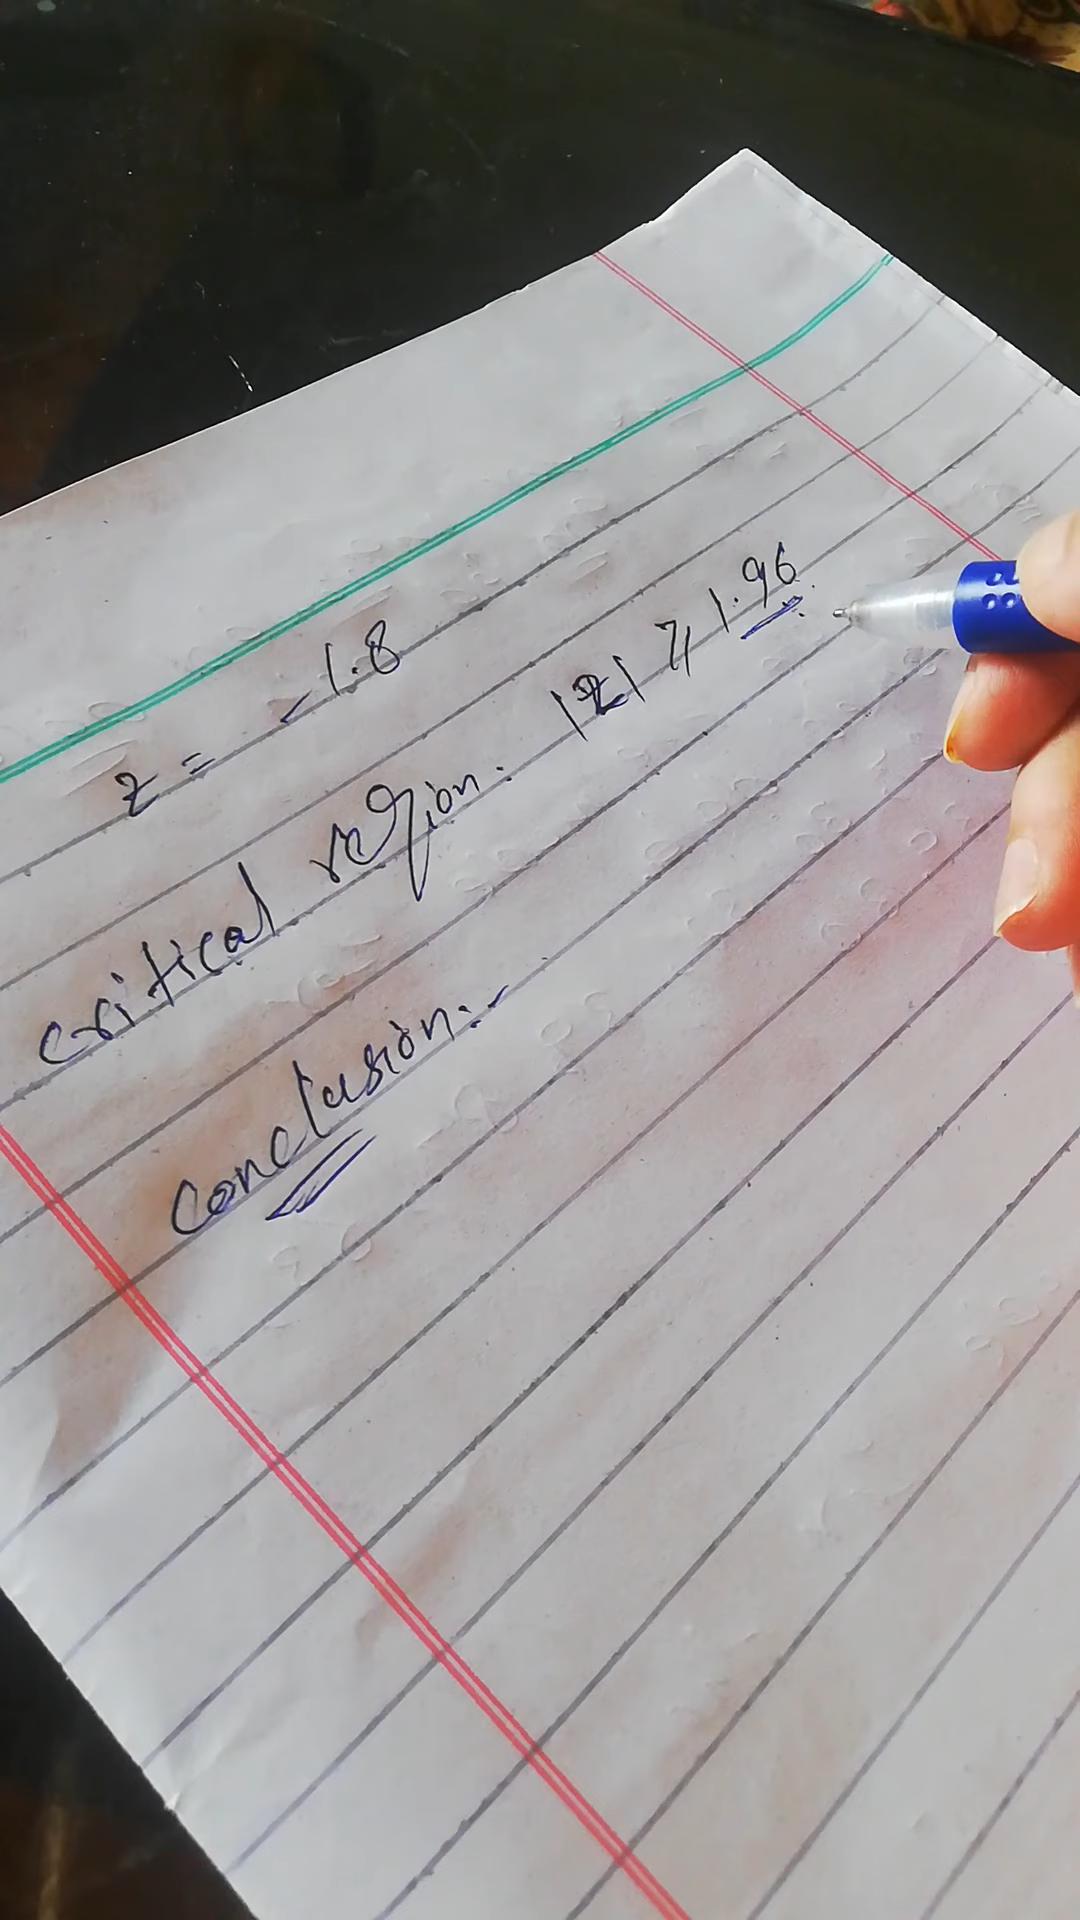 z = -1.8
critical region. |z| ≥ 1.96
Conclusion:-